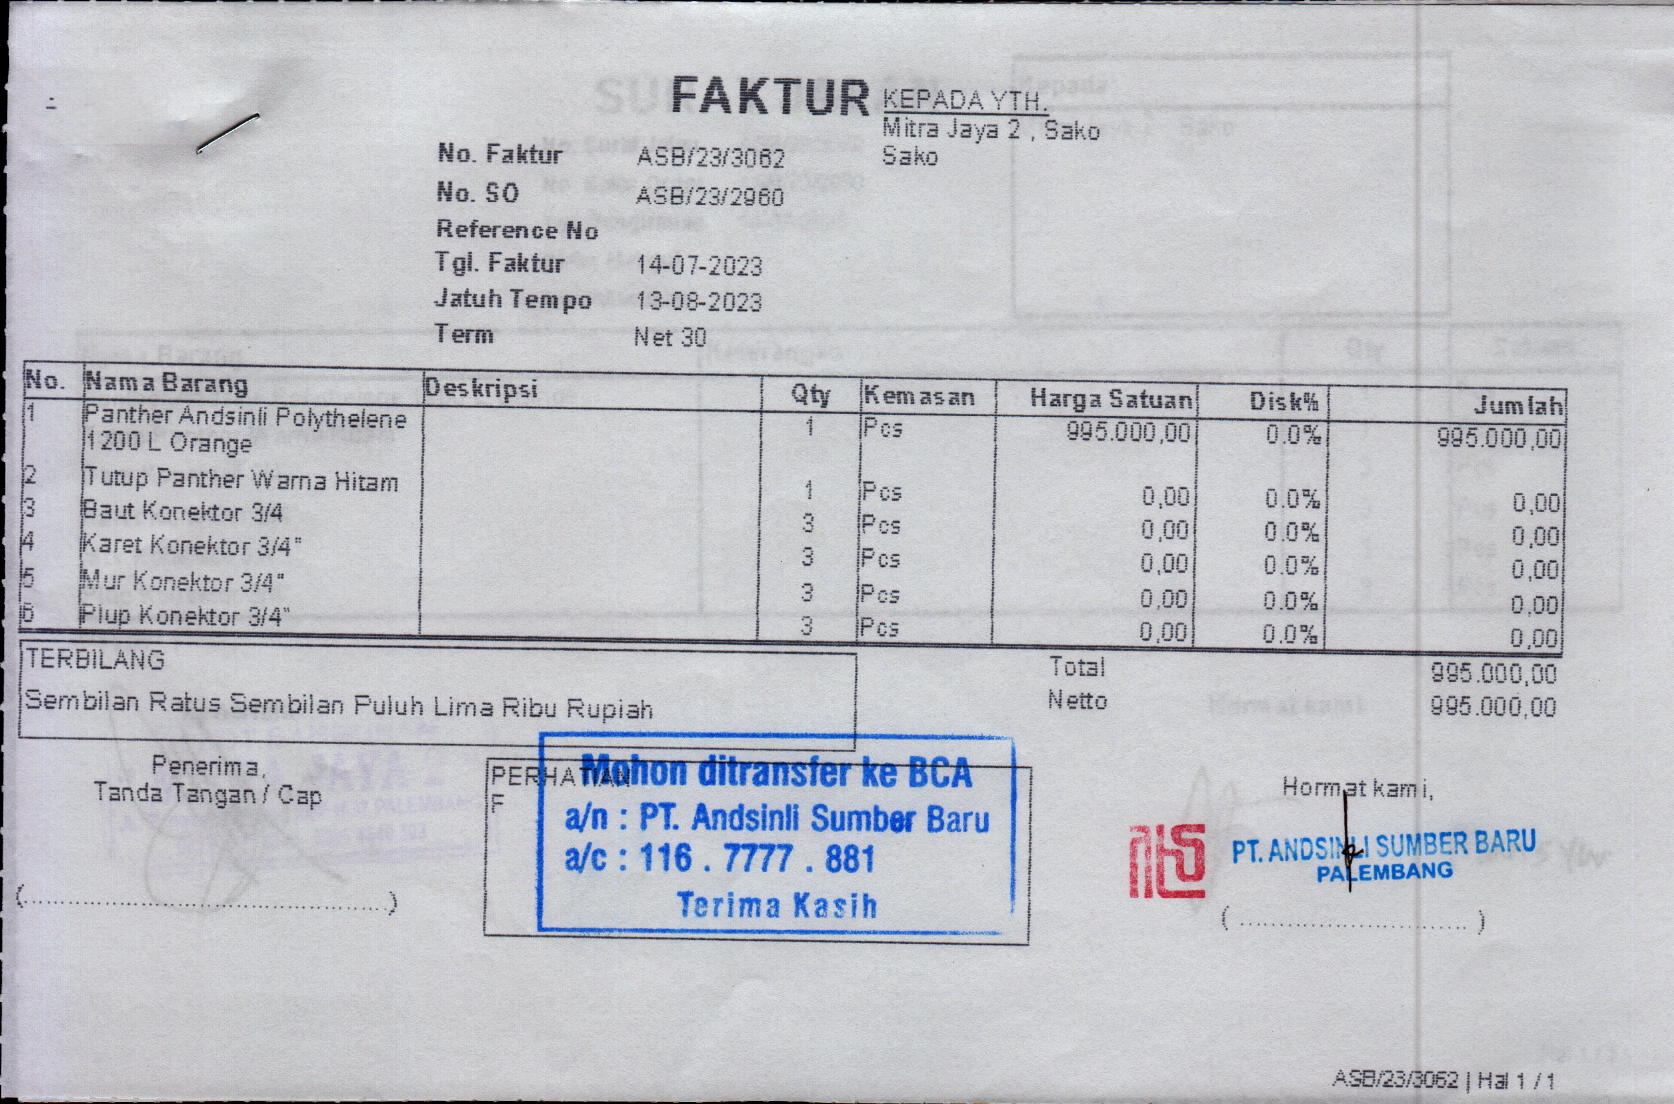 FAKTUR
KEPADA YTH.
Mitra Jaya 2 , Sako
Sako
No. Faktur ASB/23/3062
No. SO ASB/23/2960
Reference No
Tgl. Faktur 14-07-2023
Jatuh Tempo 13-08-2023
Term Net 30
No. Nama Barang Deskripsi Qty Kemasan Harga Satuan Disk% Jumlah
1 Panther Andsinli Polythelene 1 Pcs 995.000,00 0.0% 995.000,00
1200 L Orange
2 Tutup Panther Warna Hitam 1 Pcs 0,00 0.0% 0,00
3 Baut Konektor 3/4 3 Pcs 0,00 0.0% 0,00
4 Karet Konektor 3/4" 3 Pcs 0,00 0.0% 0,00
5 Mur Konektor 3/4" 3 Pcs 0,00 0.0% 0,00
6 Plup Konektor 3/4" 3 Pcs 0,00 0.0% 0,00
TERBILANG
Sembilan Ratus Sembilan Puluh Lima Ribu Rupiah
Total 995.000,00
Netto 995.000,00
Penerima,
Tanda Tangan / Cap
(..............................................)
PERHATIAN
F
Mohon ditransfer ke BCA
a/n : PT. Andsinli Sumber Baru
a/c : 116 . 7777 . 881
Terima Kasih
Hormat kami,
PT. ANDSINLI SUMBER BARU
PALEMBANG
( ............................. )
ASB/23/3062 | Hal 1 / 1